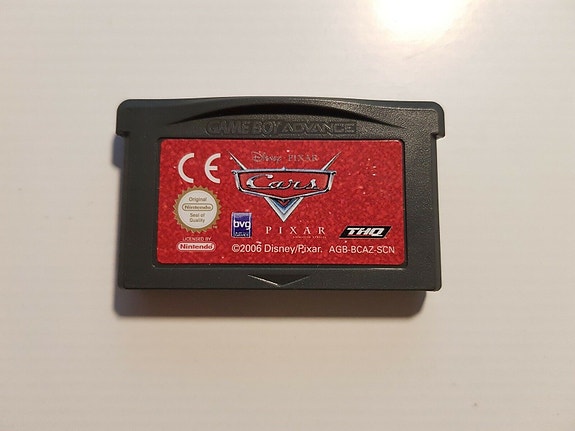 GAME BOY ADVANCE
CE
Disney PIXAR
Cars
Original
Nintendo
Seal of
Quality
bvg
PIXAR
THQ
LICENSED BY
Nintendo
©2006 Disney/Pixar.
AGB-BCAZ-SCN